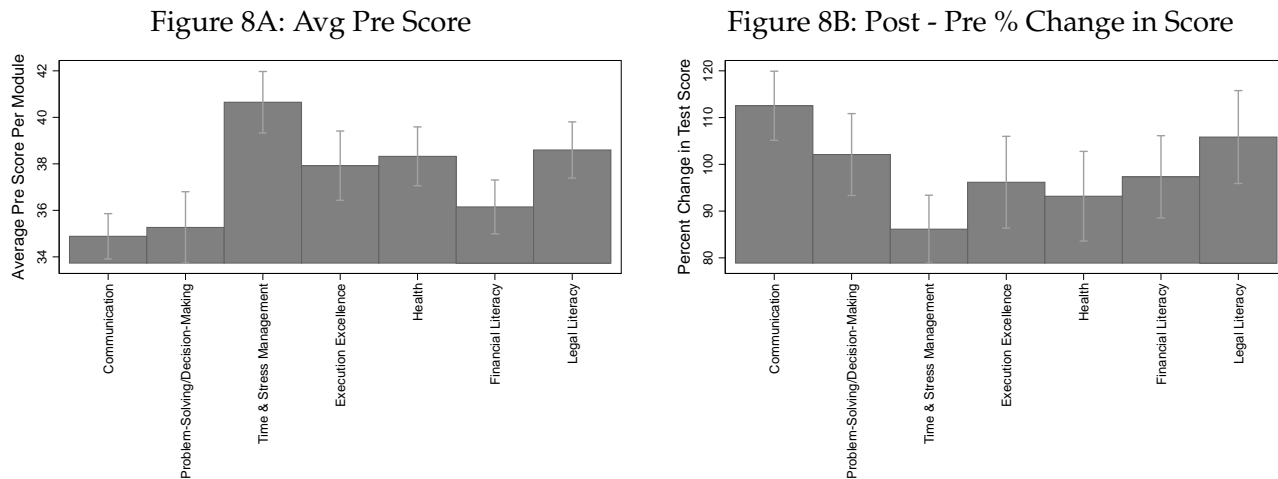 Figure 8A: Avg Pre Score
Average Pre Score Per Module
42
40
38
36
34
Communication
Problem-Solving/Decision-Making
Time & Stress Management
Execution Excellence
Health
Financial Literacy
Legal Literacy
Figure 8B: Post - Pre % Change in Score
Percent Change in Test Score
120
110
100
90
80
Communication
Problem-Solving/Decision-Making
Time & Stress Management
Execution Excellence
Health
Financial Literacy
Legal Literacy